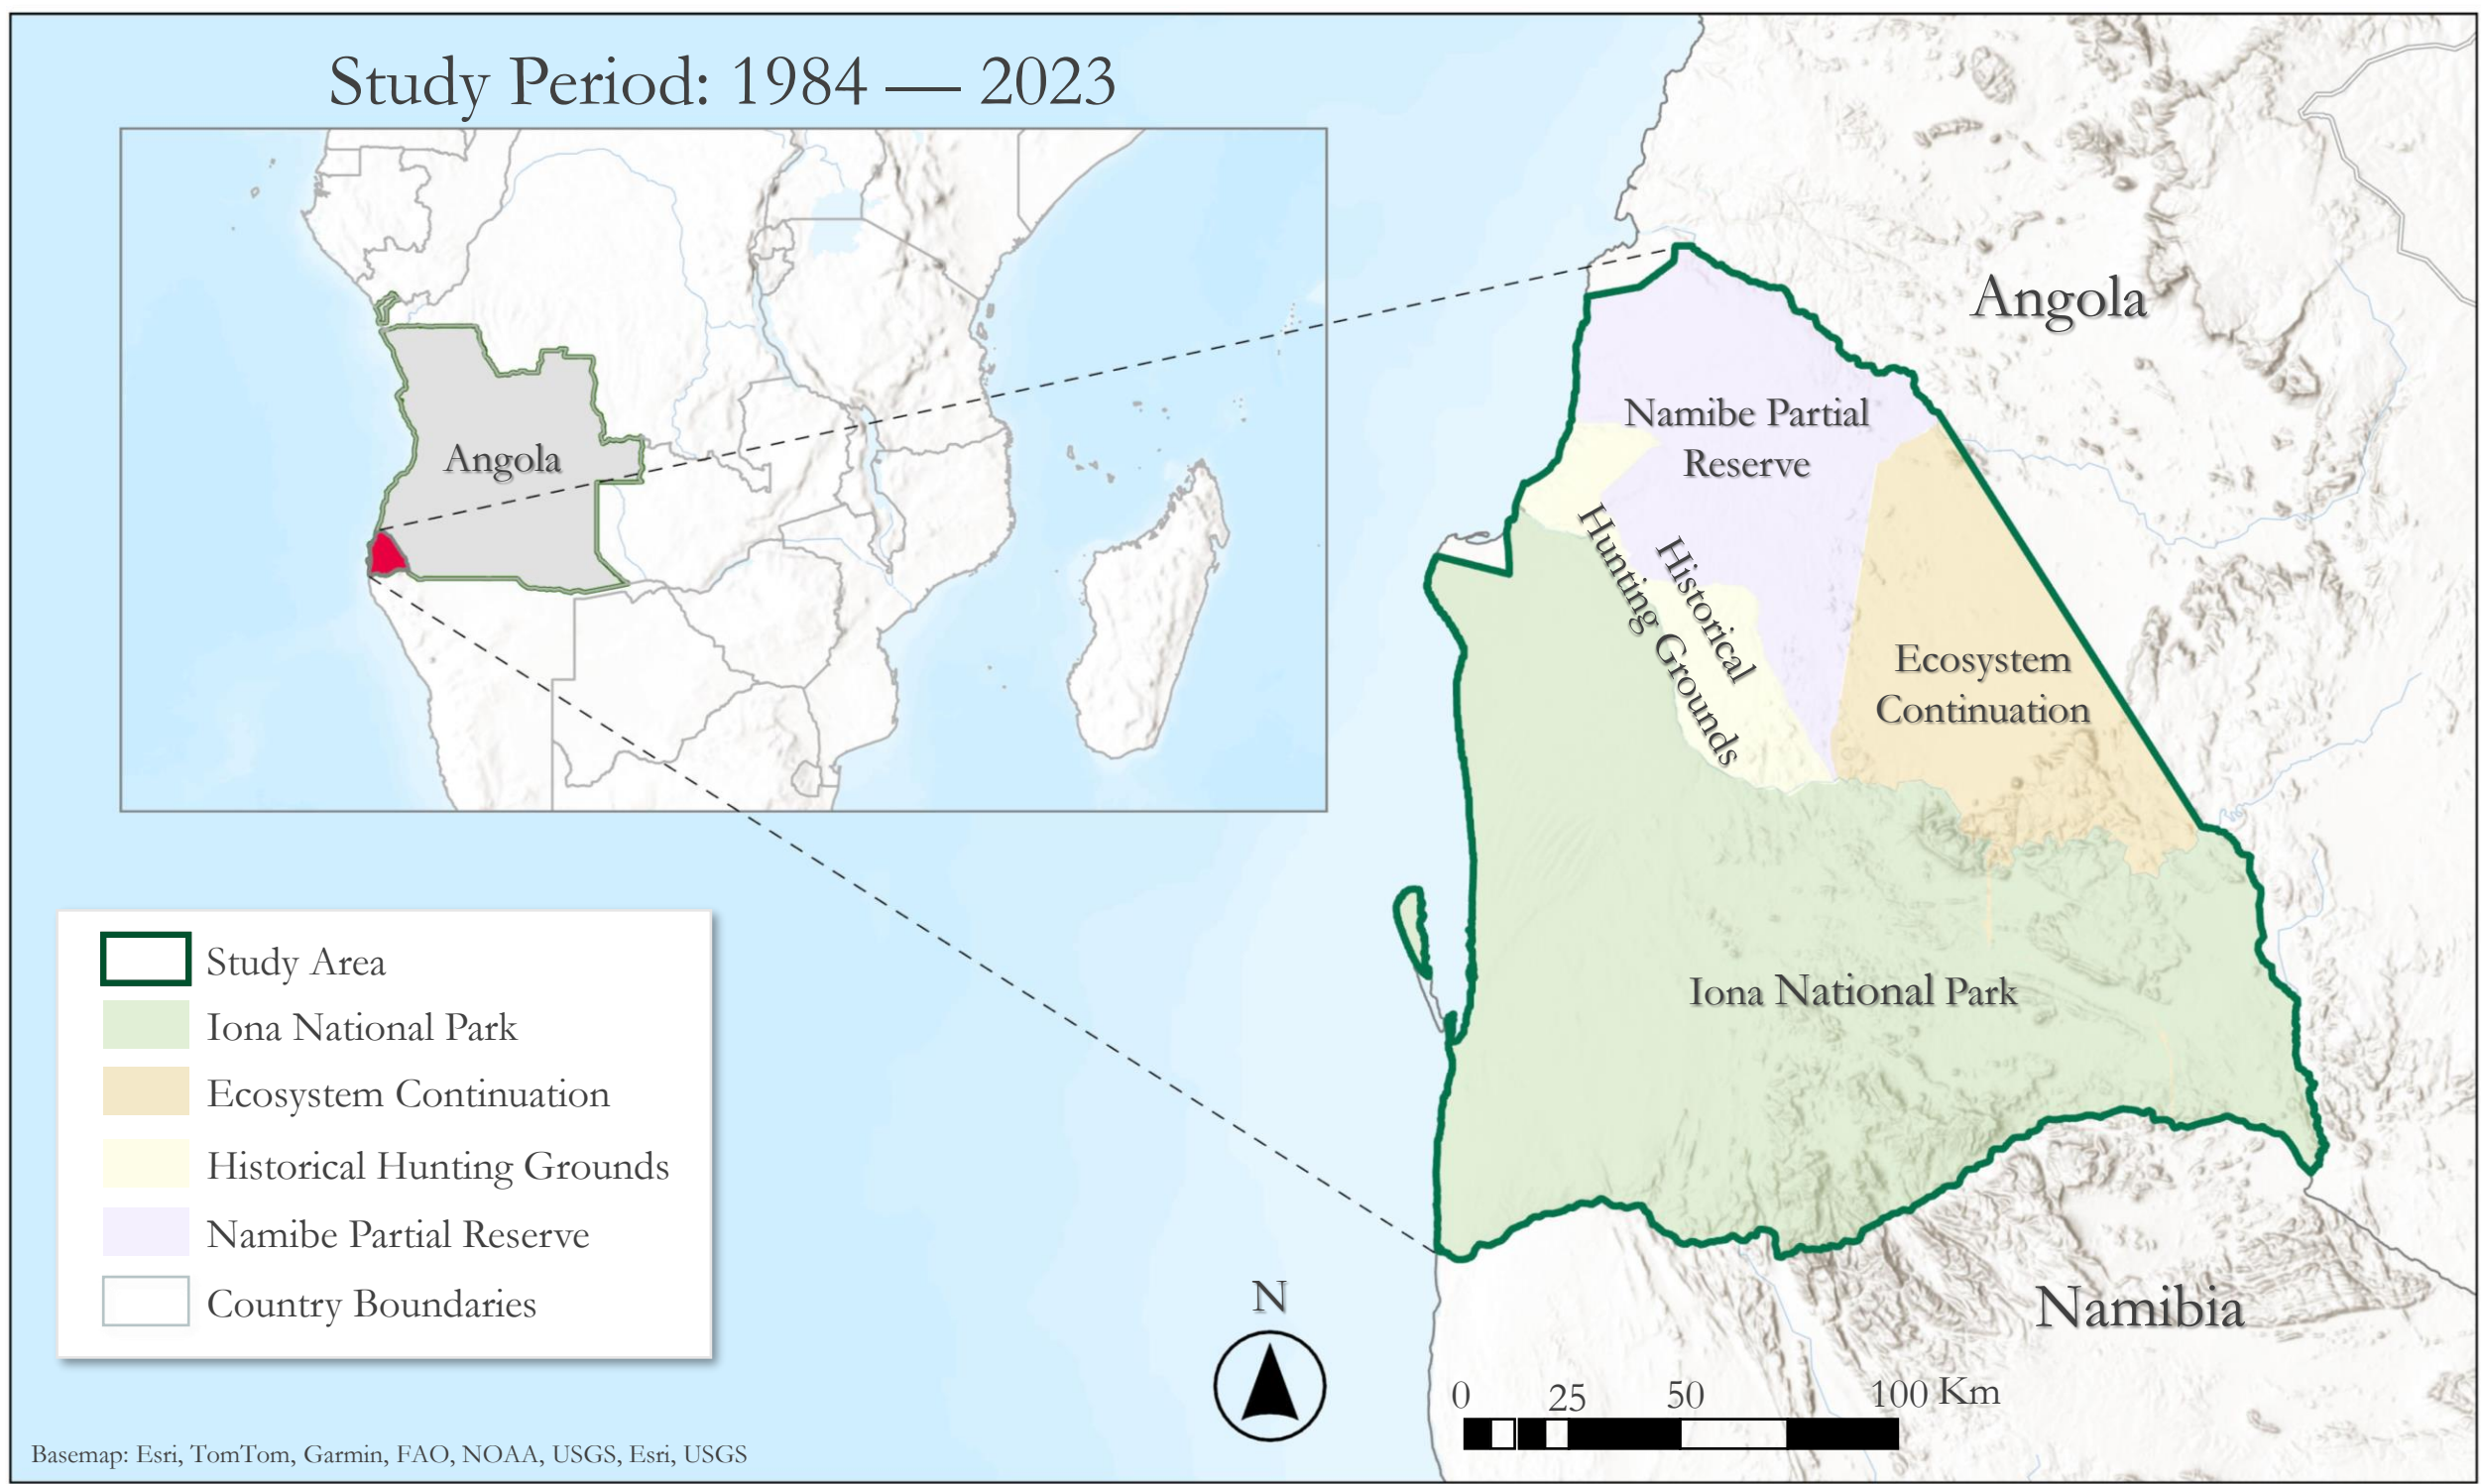 Study Period: 1984 — 2023
Angola
Angola
Namibe Partial
Reserve
Historical
Hunting Grounds
Ecosystem
Continuation
Iona National Park
Namibia
Study Area
Iona National Park
Ecosystem Continuation
Historical Hunting Grounds
Namibe Partial Reserve
Country Boundaries
N
0 25 50 100 Km
Basemap: Esri, TomTom, Garmin, FAO, NOAA, USGS, Esri, USGS